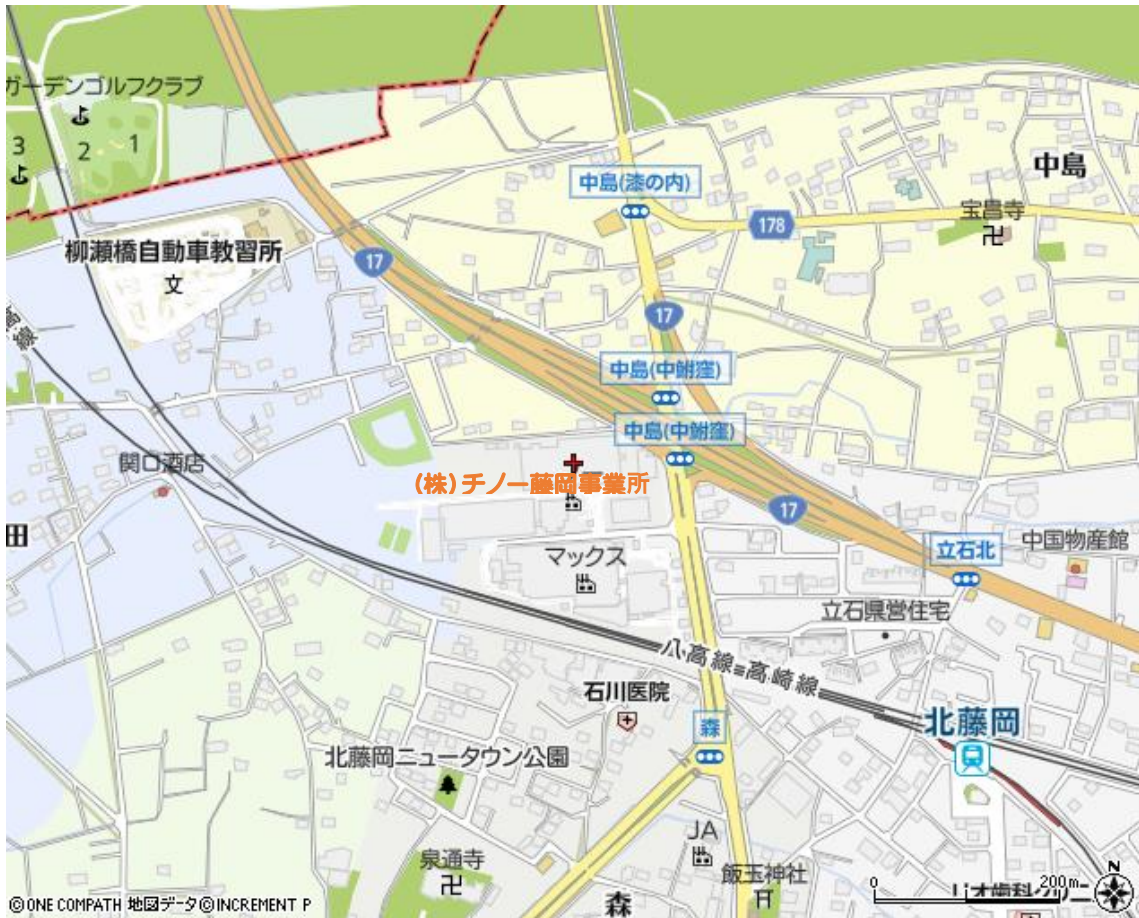 ガーデンゴルフクラブ
3
2
1
中島(漆の内)
中島
宝昌寺
178
柳瀬橋自動車教習所
文
17
17
高線
中島(中鮒窪)
中島(中鮒窪)
関口酒店
(株)チノー藤岡事業所
17
田
マックス
立石北
中国物産館
立石県営住宅
八高線
高崎線
石川医院
森
北藤岡
北藤岡ニュータウン公園
JA
泉通寺
飯玉神社
森
N
0
200m
©ONE COMPATH 地図データ©INCREMENT P